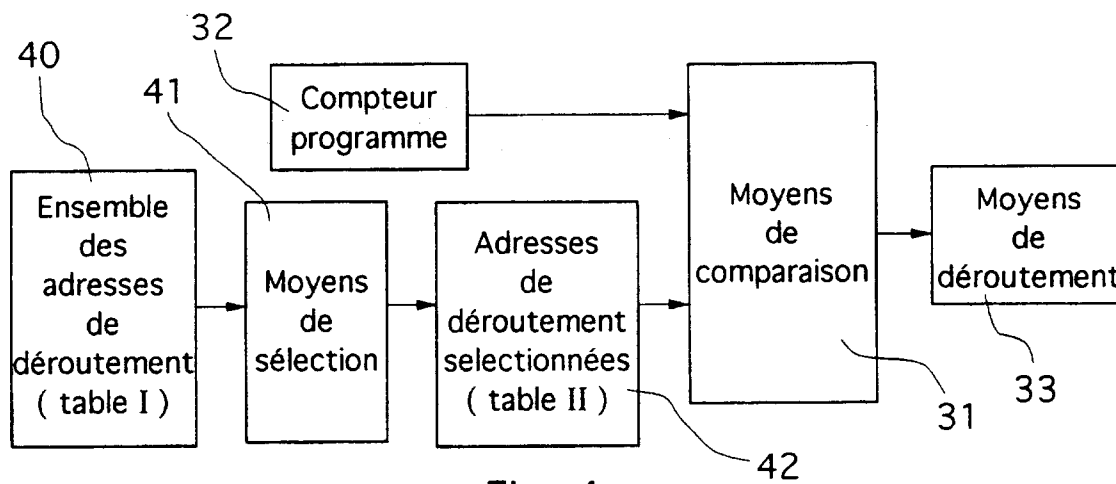 40
32
41
Compteur
programme
Ensemble
des
adresses
de
déroutement
( table I )
Moyens
de
sélection
Adresses
de
déroutement
selectionnées
( table II )
Moyens
de
comparaison
Moyens
de
déroutement
42
31
33